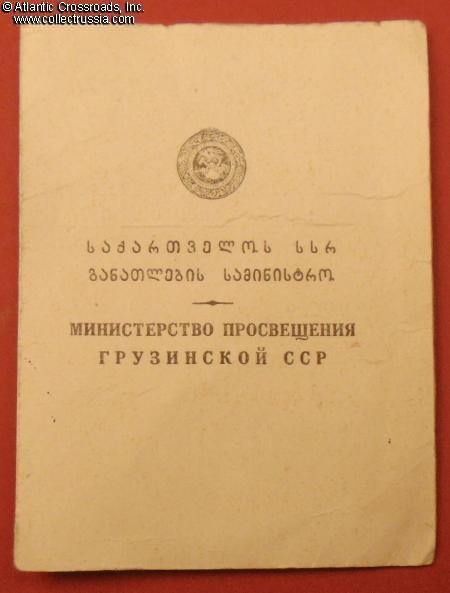 © Atlantic Crossroads, Inc.
www.collectrussia.com
ᲡᲐᲥᲐᲠᲗᲕᲔᲚᲝᲡ ᲡᲡᲠ
ᲒᲐᲜᲐᲗᲚᲔᲑᲘᲡ ᲡᲐᲛᲘᲜᲘᲡᲢᲠᲝ
МИНИСТЕРСТВО ПРОСВЕЩЕНИЯ
ГРУЗИНСКОЙ ССР